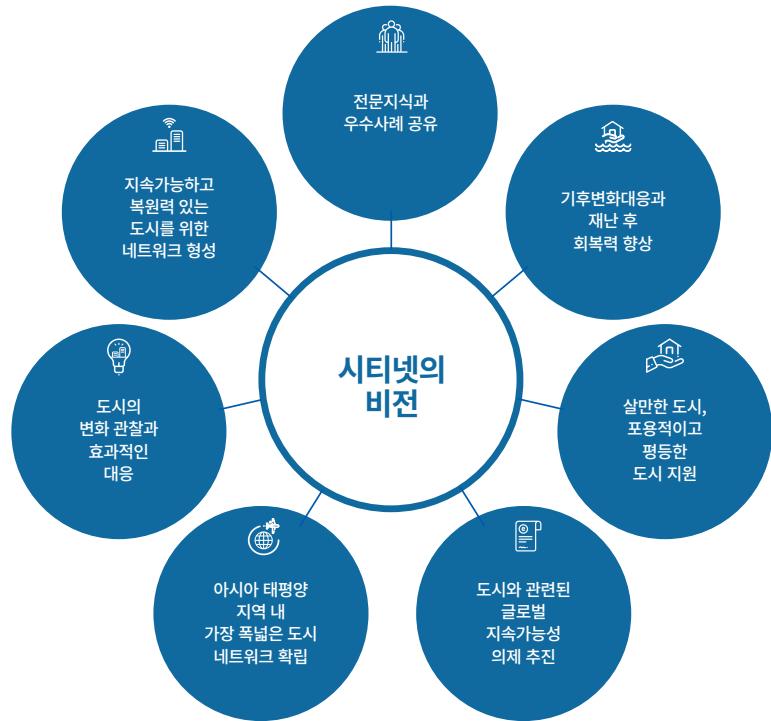 시티넷의
비전
전문지식과
우수사례 공유
기후변화대응과
재난 후
회복력 향상
살만한 도시,
포용적이고
평등한
도시 지원
도시와 관련된
글로벌
지속가능성
의제 추진
아시아 태평양
지역 내
가장 폭넓은 도시
네트워크 확립
도시의
변화 관찰과
효과적인
대응
지속가능하고
복원력 있는
도시를 위한
네트워크 형성